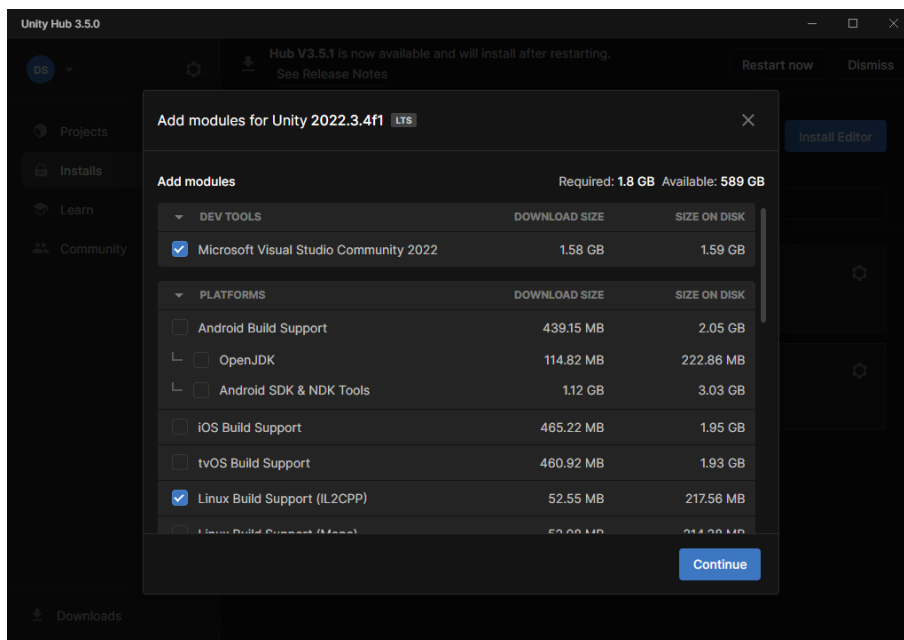 Unity Hub 3.5.0
DS
Hub V3.5.1 is now available and will install after restarting.
See Release Notes
Restart now
Dismiss
Projects
Installs
Learn
Community
Install Editor
Add modules for Unity 2022.3.4f1 LTS
Add modules
Required: 1.8 GB Available: 589 GB
DEV TOOLS DOWNLOAD SIZE SIZE ON DISK
Microsoft Visual Studio Community 2022 1.58 GB 1.59 GB
PLATFORMS DOWNLOAD SIZE SIZE ON DISK
Android Build Support 439.15 MB 2.05 GB
OpenJDK 114.82 MB 222.86 MB
Android SDK & NDK Tools 1.12 GB 3.03 GB
iOS Build Support 465.22 MB 1.95 GB
tvOS Build Support 460.92 MB 1.93 GB
Linux Build Support (IL2CPP) 52.55 MB 217.56 MB
Linux Build Support (Mono) MB MB
Continue
Downloads